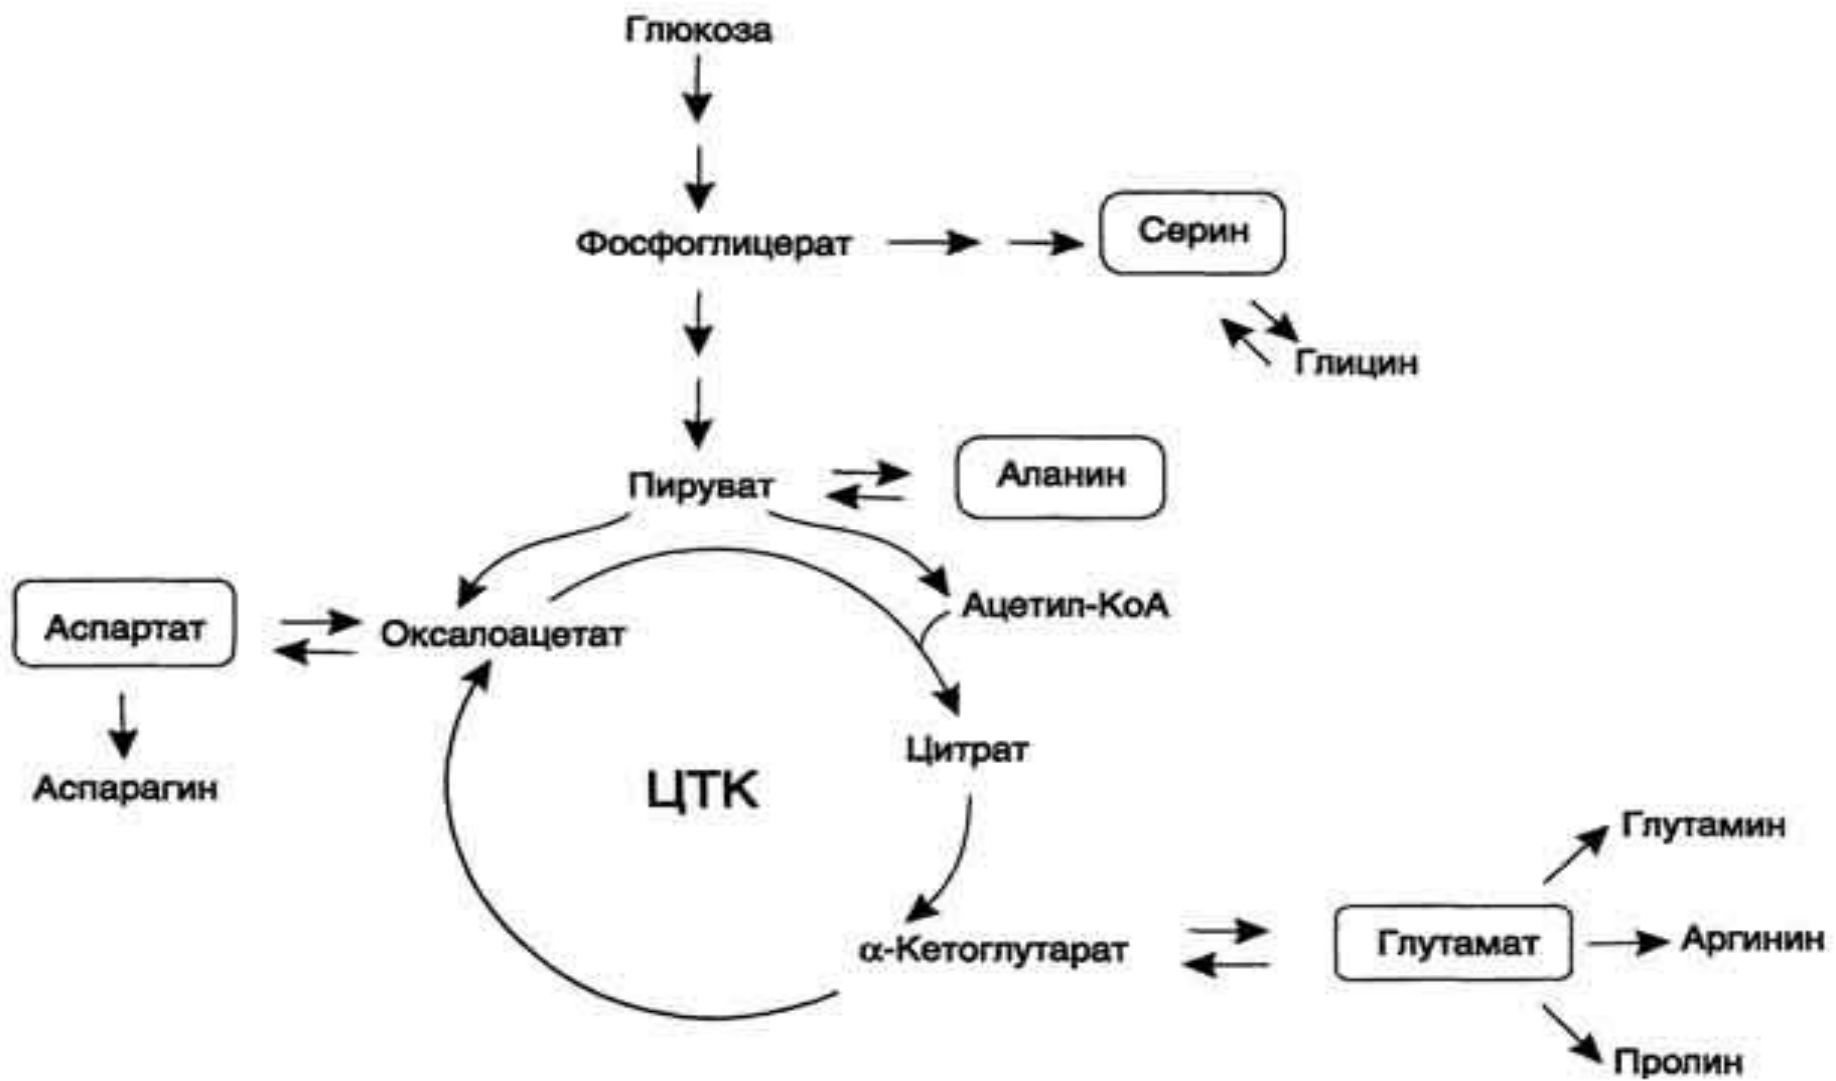 Глюкоза
Фосфоглицерат
Серин
Глицин
Пируват
Аланин
Ацетил-КоА
Аспартат
Оксалоацетат
Цитрат
ЦТК
Аспарагин
Глутамин
α-Кетоглутарат
Глутамат
Аргинин
Пролин